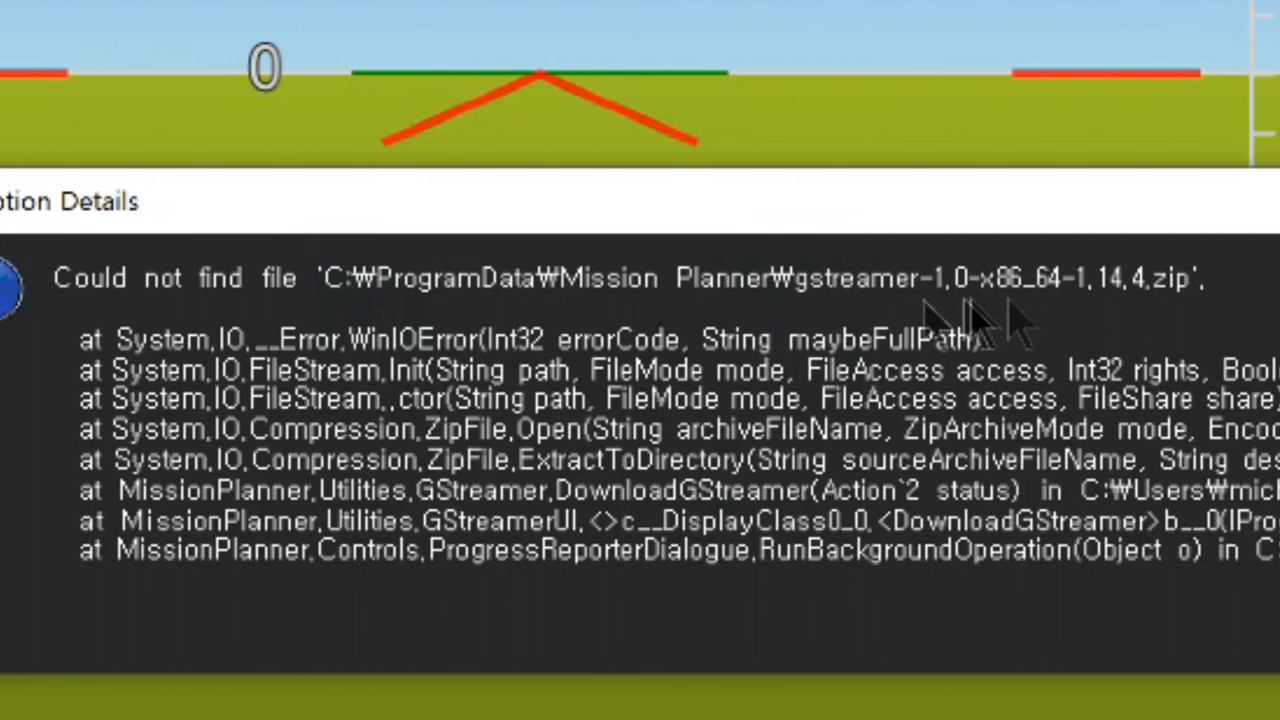 0
ption Details
Could not find file 'C:₩ProgramData₩Mission Planner₩gstreamer-1.0-x86_64-1.14.4.zip'.
at System.IO.__Error.WinIOError(Int32 errorCode, String maybeFullPath)
at System.IO.FileStream.Init(String path, FileMode mode, FileAccess access, Int32 rights, Bool
at System.IO.FileStream..ctor(String path, FileMode mode, FileAccess access, FileShare share,
at System.IO.Compression.ZipFile.Open(String archiveFileName, ZipArchiveMode mode, Enco
at System.IO.Compression.ZipFile.ExtractToDirectory(String sourceArchiveFileName, String des
at MissionPlanner.Utilities.GStreamer.DownloadGStreamer(Action`2 status) in C:₩Users₩mich
at MissionPlanner.Utilities.GStreamerUI.<>c__DisplayClass0_0.<DownloadGStreamer>b__0(IPro
at MissionPlanner.Controls.ProgressReporterDialogue.RunBackgroundOperation(Object o) in C: